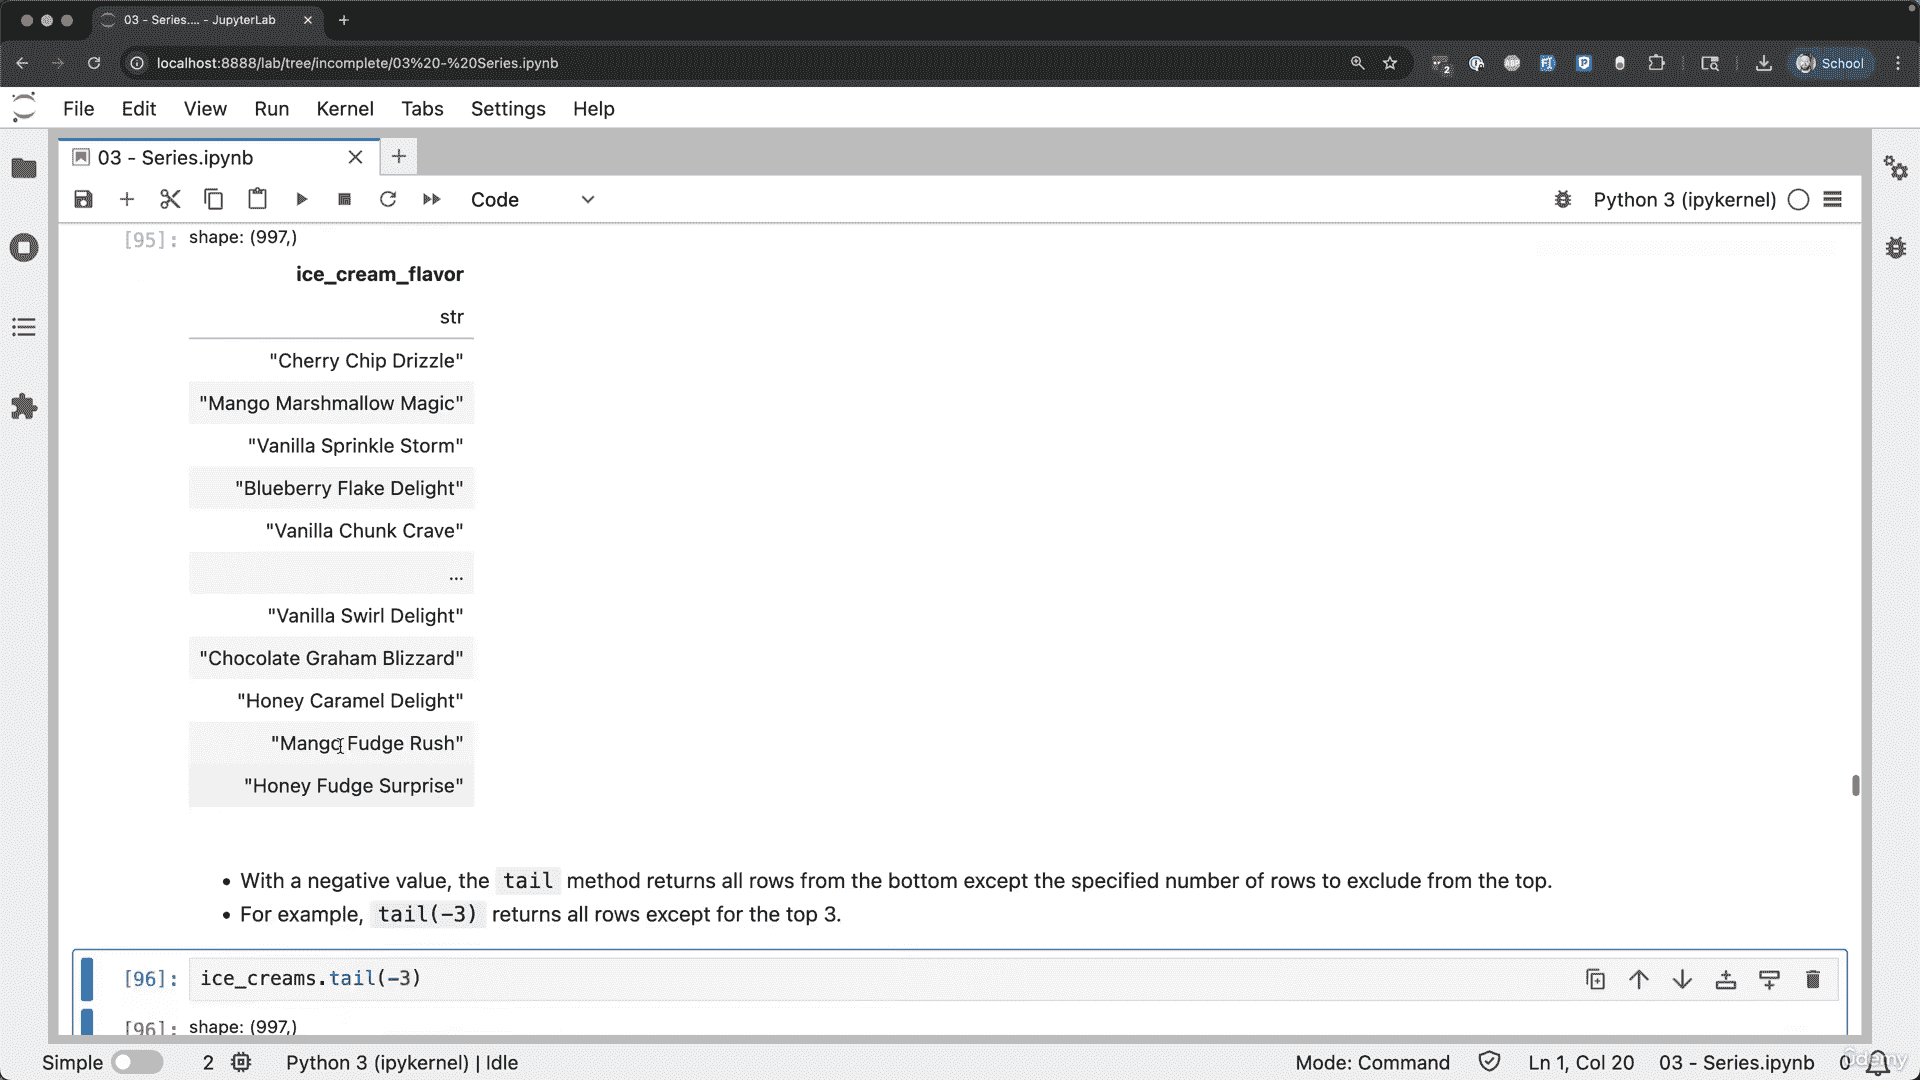 03 - Series.... - JupyterLab
localhost:8888/lab/tree/incomplete/03%20-%20Series.ipynb
2
ABP
School
File Edit View Run Kernel Tabs Settings Help
03 - Series.ipynb
Code
Python 3 (ipykernel)
[95]: shape: (997,)
ice_cream_flavor
str
"Cherry Chip Drizzle"
"Mango Marshmallow Magic"
"Vanilla Sprinkle Storm"
"Blueberry Flake Delight"
"Vanilla Chunk Crave"
...
"Vanilla Swirl Delight"
"Chocolate Graham Blizzard"
"Honey Caramel Delight"
"Mango Fudge Rush"
"Honey Fudge Surprise"
• With a negative value, the tail method returns all rows from the bottom except the specified number of rows to exclude from the top.
• For example, tail(-3) returns all rows except for the top 3.
[96]: ice_creams.tail(-3)
[96]: shape: (997,)
Simple 2 Python 3 (ipykernel) | Idle Mode: Command Ln 1, Col 20 03 - Series.ipynb 0
Udemy